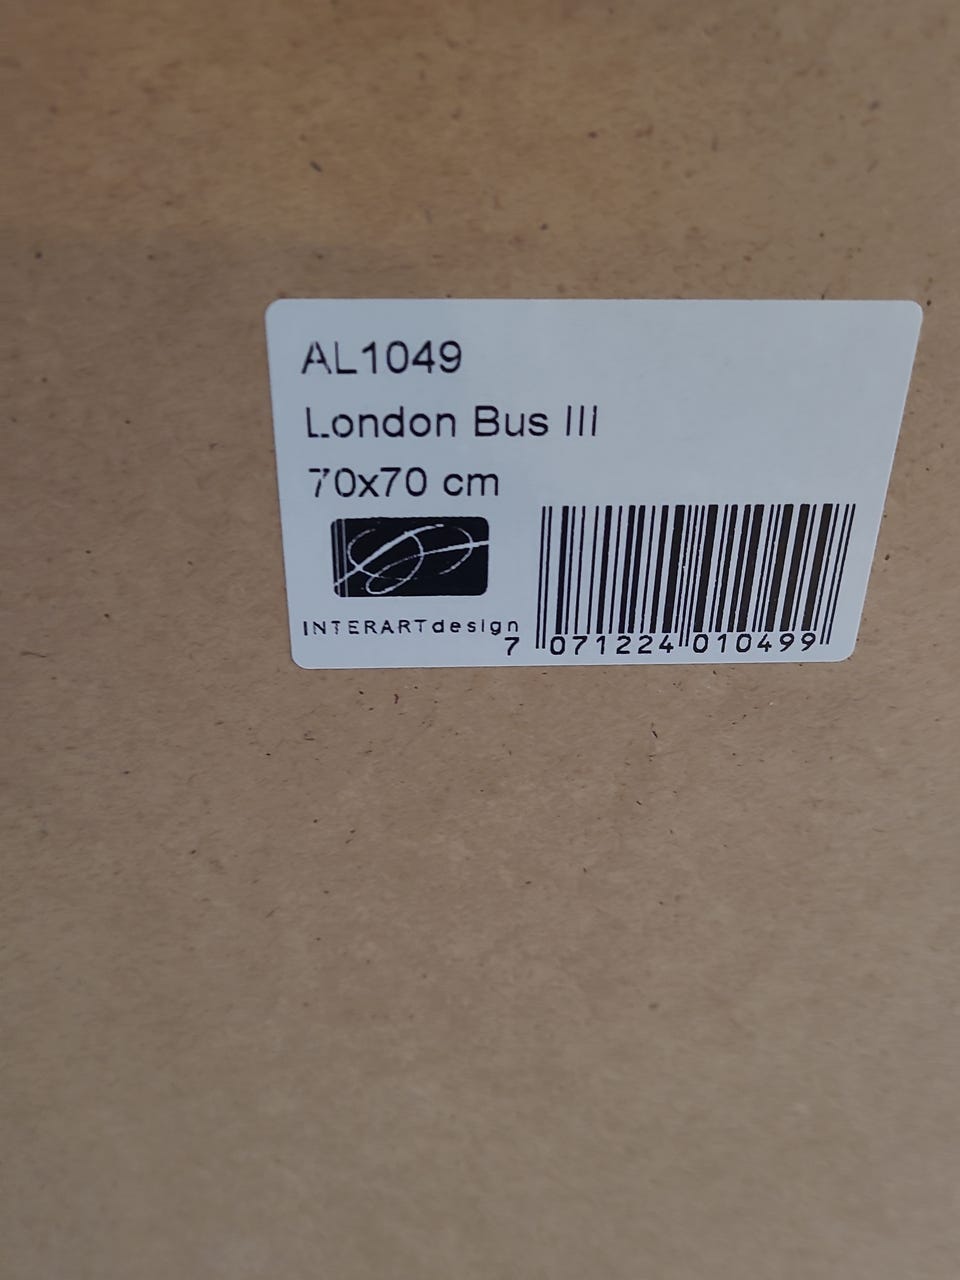 AL1049
London Bus III
70x70 cm
INTERARTdesign
7 071224 010499